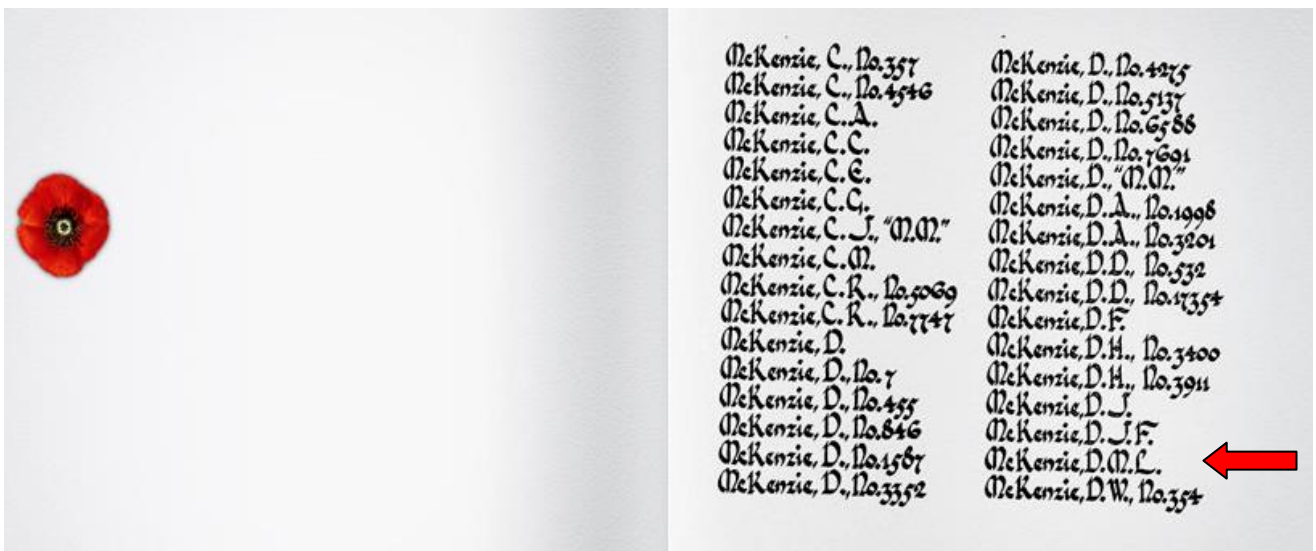 McKenzie, C., No. 357
McKenzie, C., No. 4546
McKenzie, C. A.
McKenzie, C. C.
McKenzie, C. E.
McKenzie, C. G.
McKenzie, C. J., "M.M."
McKenzie, C. M.
McKenzie, C. R., No. 5069
McKenzie, C. R., No. 7747
McKenzie, D.
McKenzie, D., No. 7
McKenzie, D., No. 455
McKenzie, D., No. 846
McKenzie, D., No. 1587
McKenzie, D., No. 3352
McKenzie, D., No. 4275
McKenzie, D., No. 5137
McKenzie, D., No. 6588
McKenzie, D., No. 7691
McKenzie, D., "M.M."
McKenzie, D. A., No. 1998
McKenzie, D. A., No. 3201
McKenzie, D. D., No. 532
McKenzie, D. D., No. 17354
McKenzie, D. F.
McKenzie, D. H., No. 3400
McKenzie, D. H., No. 3911
McKenzie, D. J.
McKenzie, D. J. F.
McKenzie, D. M. L.
McKenzie, D. W., No. 354